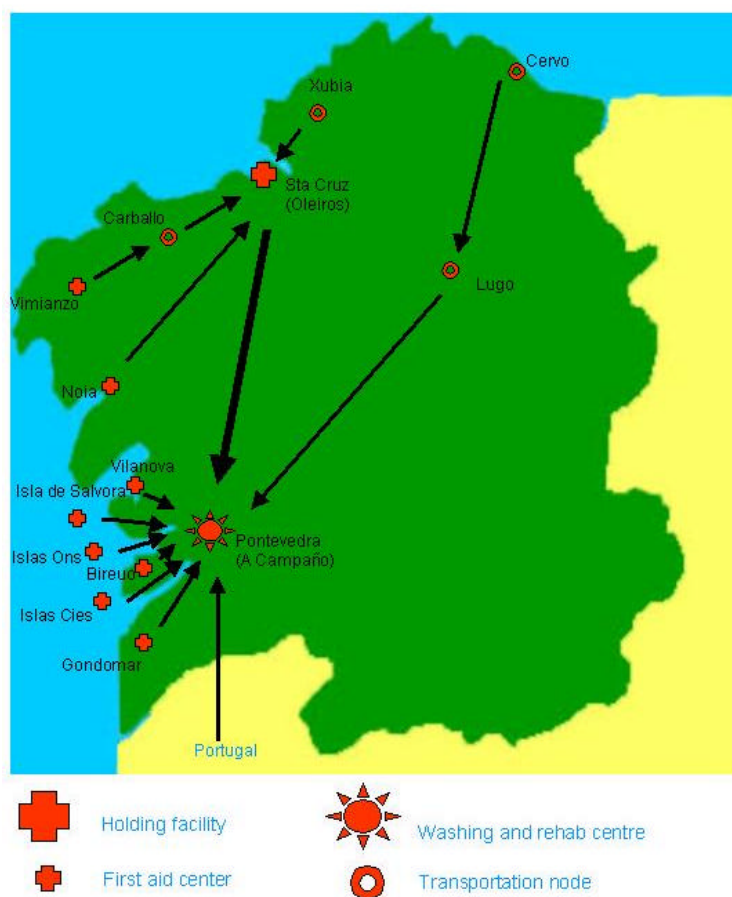 Cervo
Xubia
Sta Cruz
(Oleiros)
Carballo
Lugo
Vimianzo
Noia
Vilanova
Isla de Salvora
Pontevedra
(A Campaño)
Islas Ons
Bireuo
Islas Cies
Gondomar
Portugal
Holding facility
Washing and rehab centre
First aid center
Transportation node